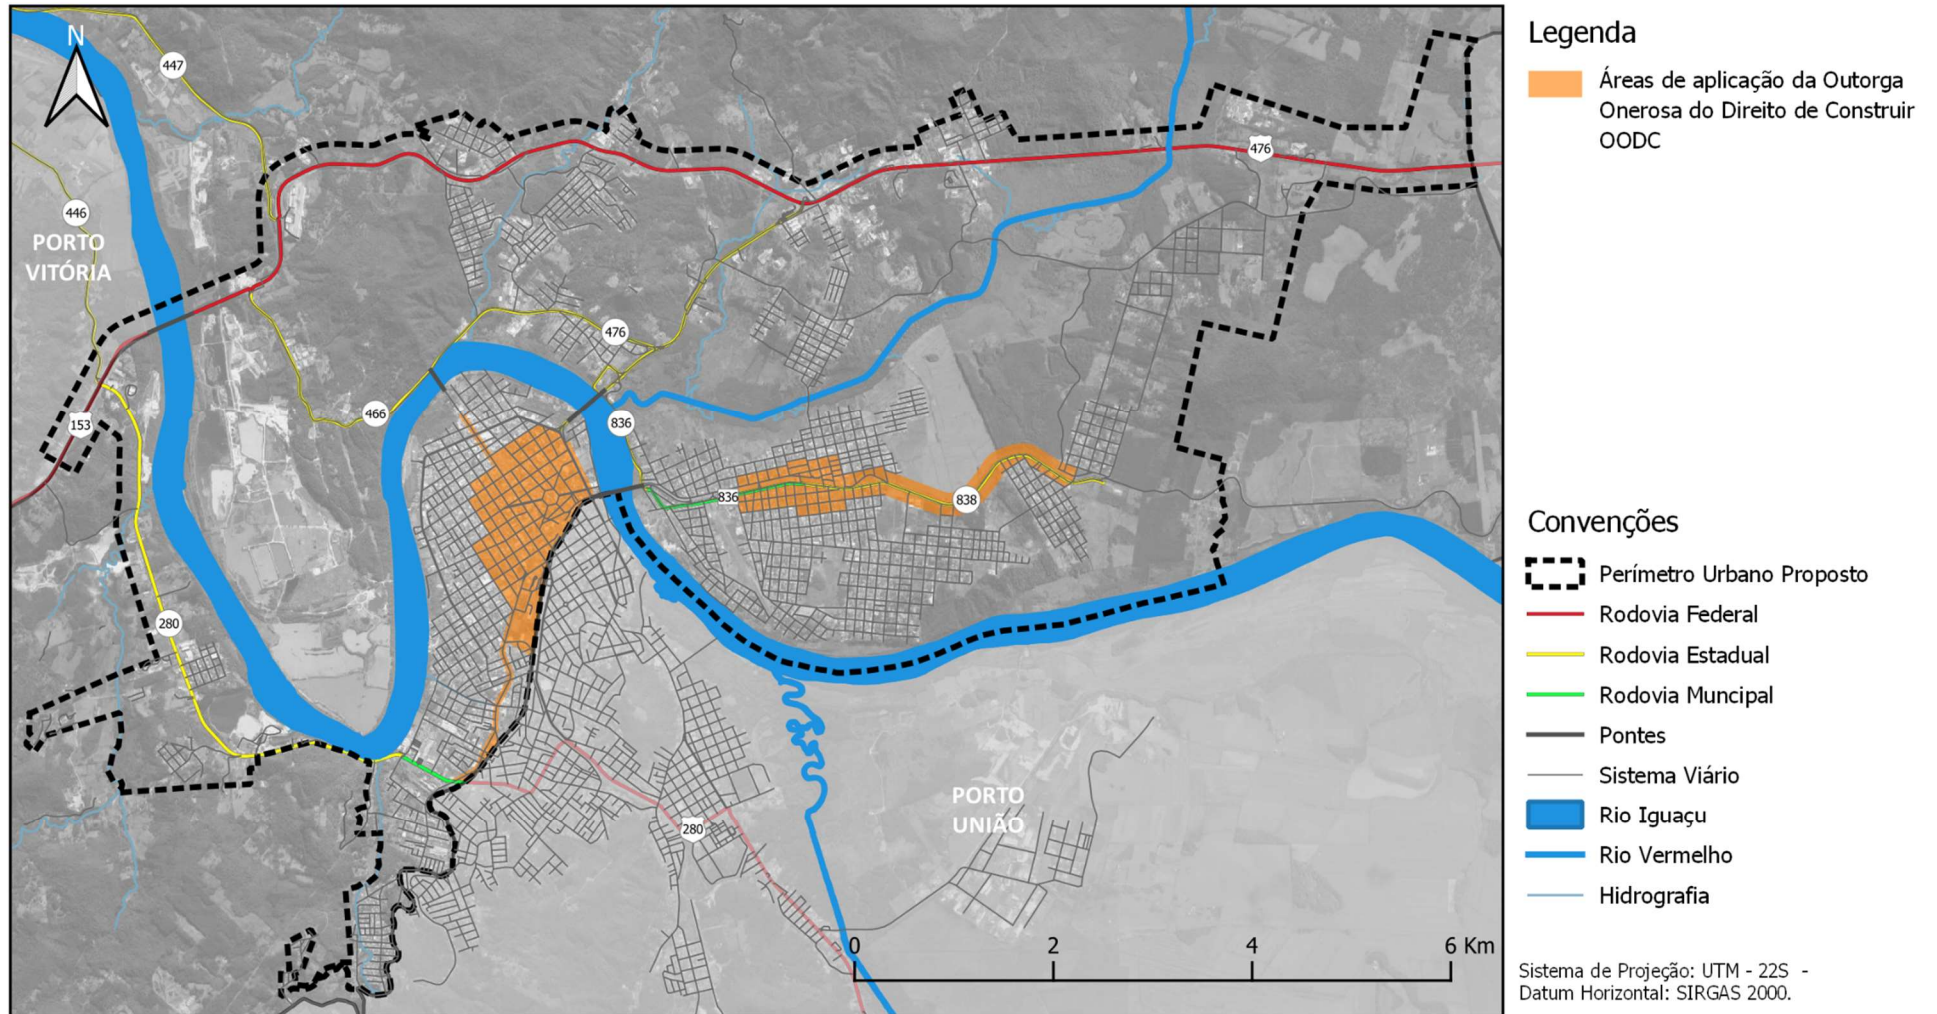 N
447
446
PORTO
VITÓRIA
476
476
466
153
836
836
838
280
280
PORTO
UNIÃO
0 2 4 6 Km
Legenda
Áreas de aplicação da Outorga
Onerosa do Direito de Construir
OODC
Convenções
Perímetro Urbano Proposto
Rodovia Federal
Rodovia Estadual
Rodovia Muncipal
Pontes
Sistema Viário
Rio Iguaçu
Rio Vermelho
Hidrografia
Sistema de Projeção: UTM - 22S -
Datum Horizontal: SIRGAS 2000.